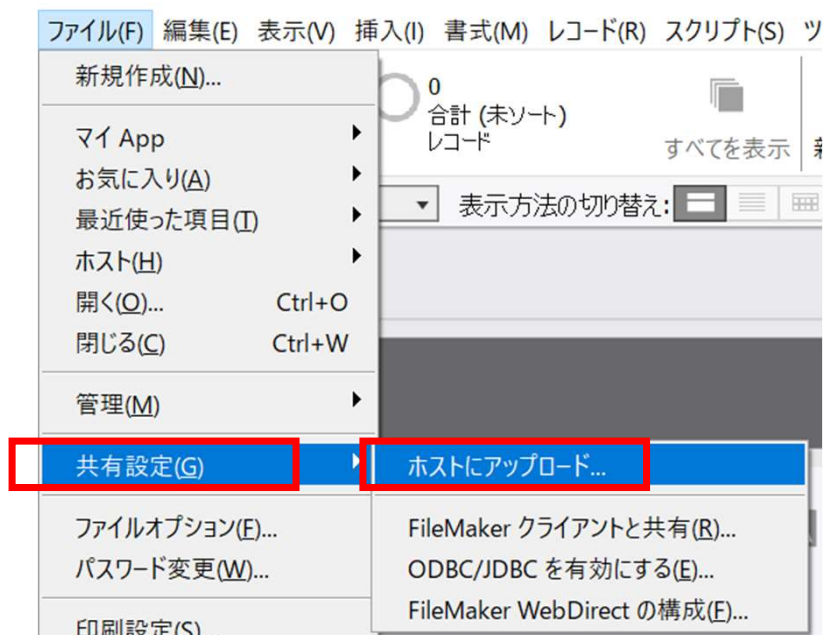 ファイル(F) 編集(E) 表示(V) 挿入(I) 書式(M) レコード(R) スクリプト(S) ツ
新規作成(N)...
マイ App
お気に入り(A)
最近使った項目(T)
ホスト(H)
開く(O)... Ctrl+O
閉じる(C) Ctrl+W
管理(M)
共有設定(G)
ファイルオプション(F)...
パスワード変更(W)...
印刷設定(S)
0
合計 (未ソート)
レコード
すべてを表示
表示方法の切り替え:
ホストにアップロード...
FileMaker クライアントと共有(R)...
ODBC/JDBC を有効にする(E)...
FileMaker WebDirect の構成(F)...